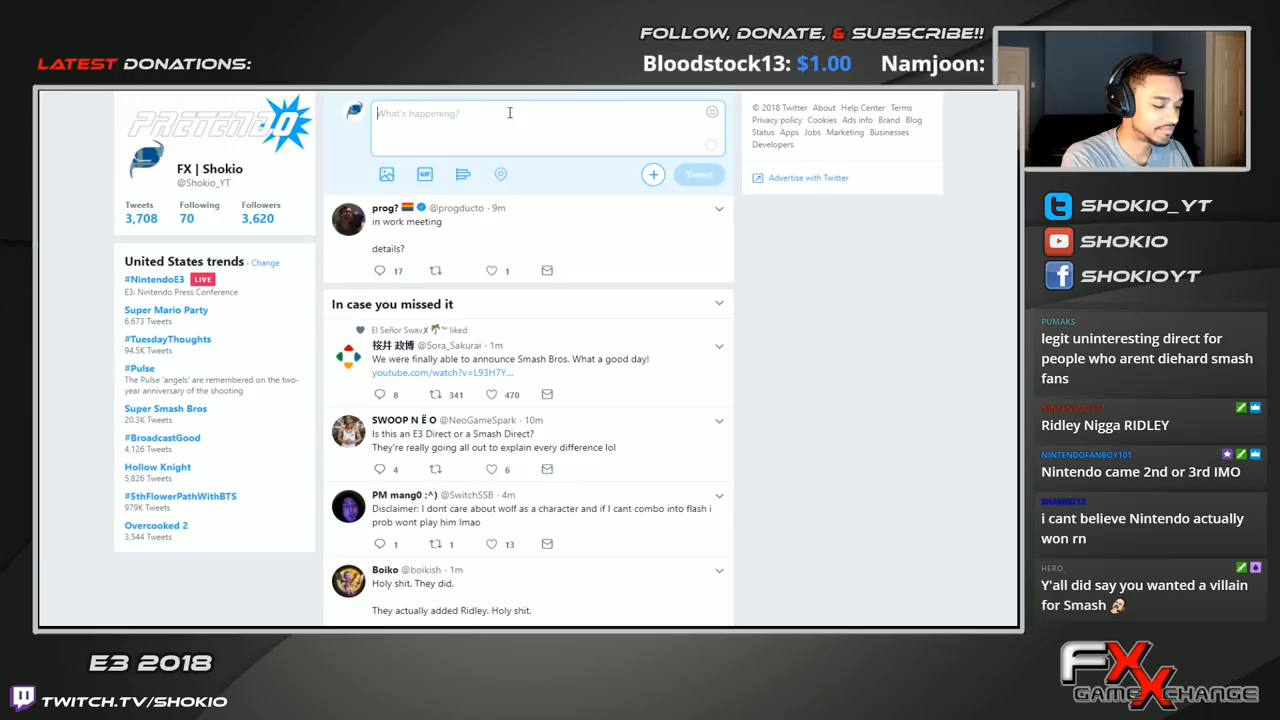 FOLLOW, DONATE, & SUBSCRIBE!!
LATEST DONATIONS:
Bloodstock13: $1.00 Namjoon:
PRETENDO
FX | Shokio
@Shokio_YT
Tweets Following Followers
3,708 70 3,620
United States trends · Change
#NintendoE3 LIVE
E3: Nintendo Press Conference
Super Mario Party
6,673 Tweets
#TuesdayThoughts
94.5K Tweets
#Pulse
The Pulse 'angels' are remembered on the two-
year anniversary of the shooting
Super Smash Bros
20.3K Tweets
#BroadcastGood
4,126 Tweets
Hollow Knight
5,826 Tweets
#5thFlowerPathWithBTS
979K Tweets
Overcooked 2
3,544 Tweets
What's happening?
GIF
Tweet
prog? @progducto · 9m
in work meeting
details?
17 1
In case you missed it
El Señor Swav✗🌴™ liked
桜井 政博 @Sora_Sakurai · 1m
We were finally able to announce Smash Bros. What a good day!
youtube.com/watch?v=L93H7Y...
8 341 470
SWOOP N Ë O @NeoGameSpark · 10m
Is this an E3 Direct or a Smash Direct?
They're really going all out to explain every difference lol
4 6
PM mang0 :^) @SwitchSSB · 4m
Disclaimer: I dont care about wolf as a character and if I cant combo into flash i
prob wont play him lmao
1 1 13
Boiko @boikish · 1m
Holy shit. They did.
They actually added Ridley. Holy shit.
© 2018 Twitter About Help Center Terms
Privacy policy Cookies Ads info Brand Blog
Status Apps Jobs Marketing Businesses
Developers
Advertise with Twitter
SHOKIO_YT
SHOKIO
SHOKIOYT
PUMAKS
legit uninteresting direct for
people who arent diehard smash
fans
Ridley Nigga RIDLEY
NINTENDOFANBOY101
Nintendo came 2nd or 3rd IMO
i cant believe Nintendo actually
won rn
HERO_
Y'all did say you wanted a villain
for Smash
E3 2018
TWITCH.TV/SHOKIO
FX
GAMEXCHANGE